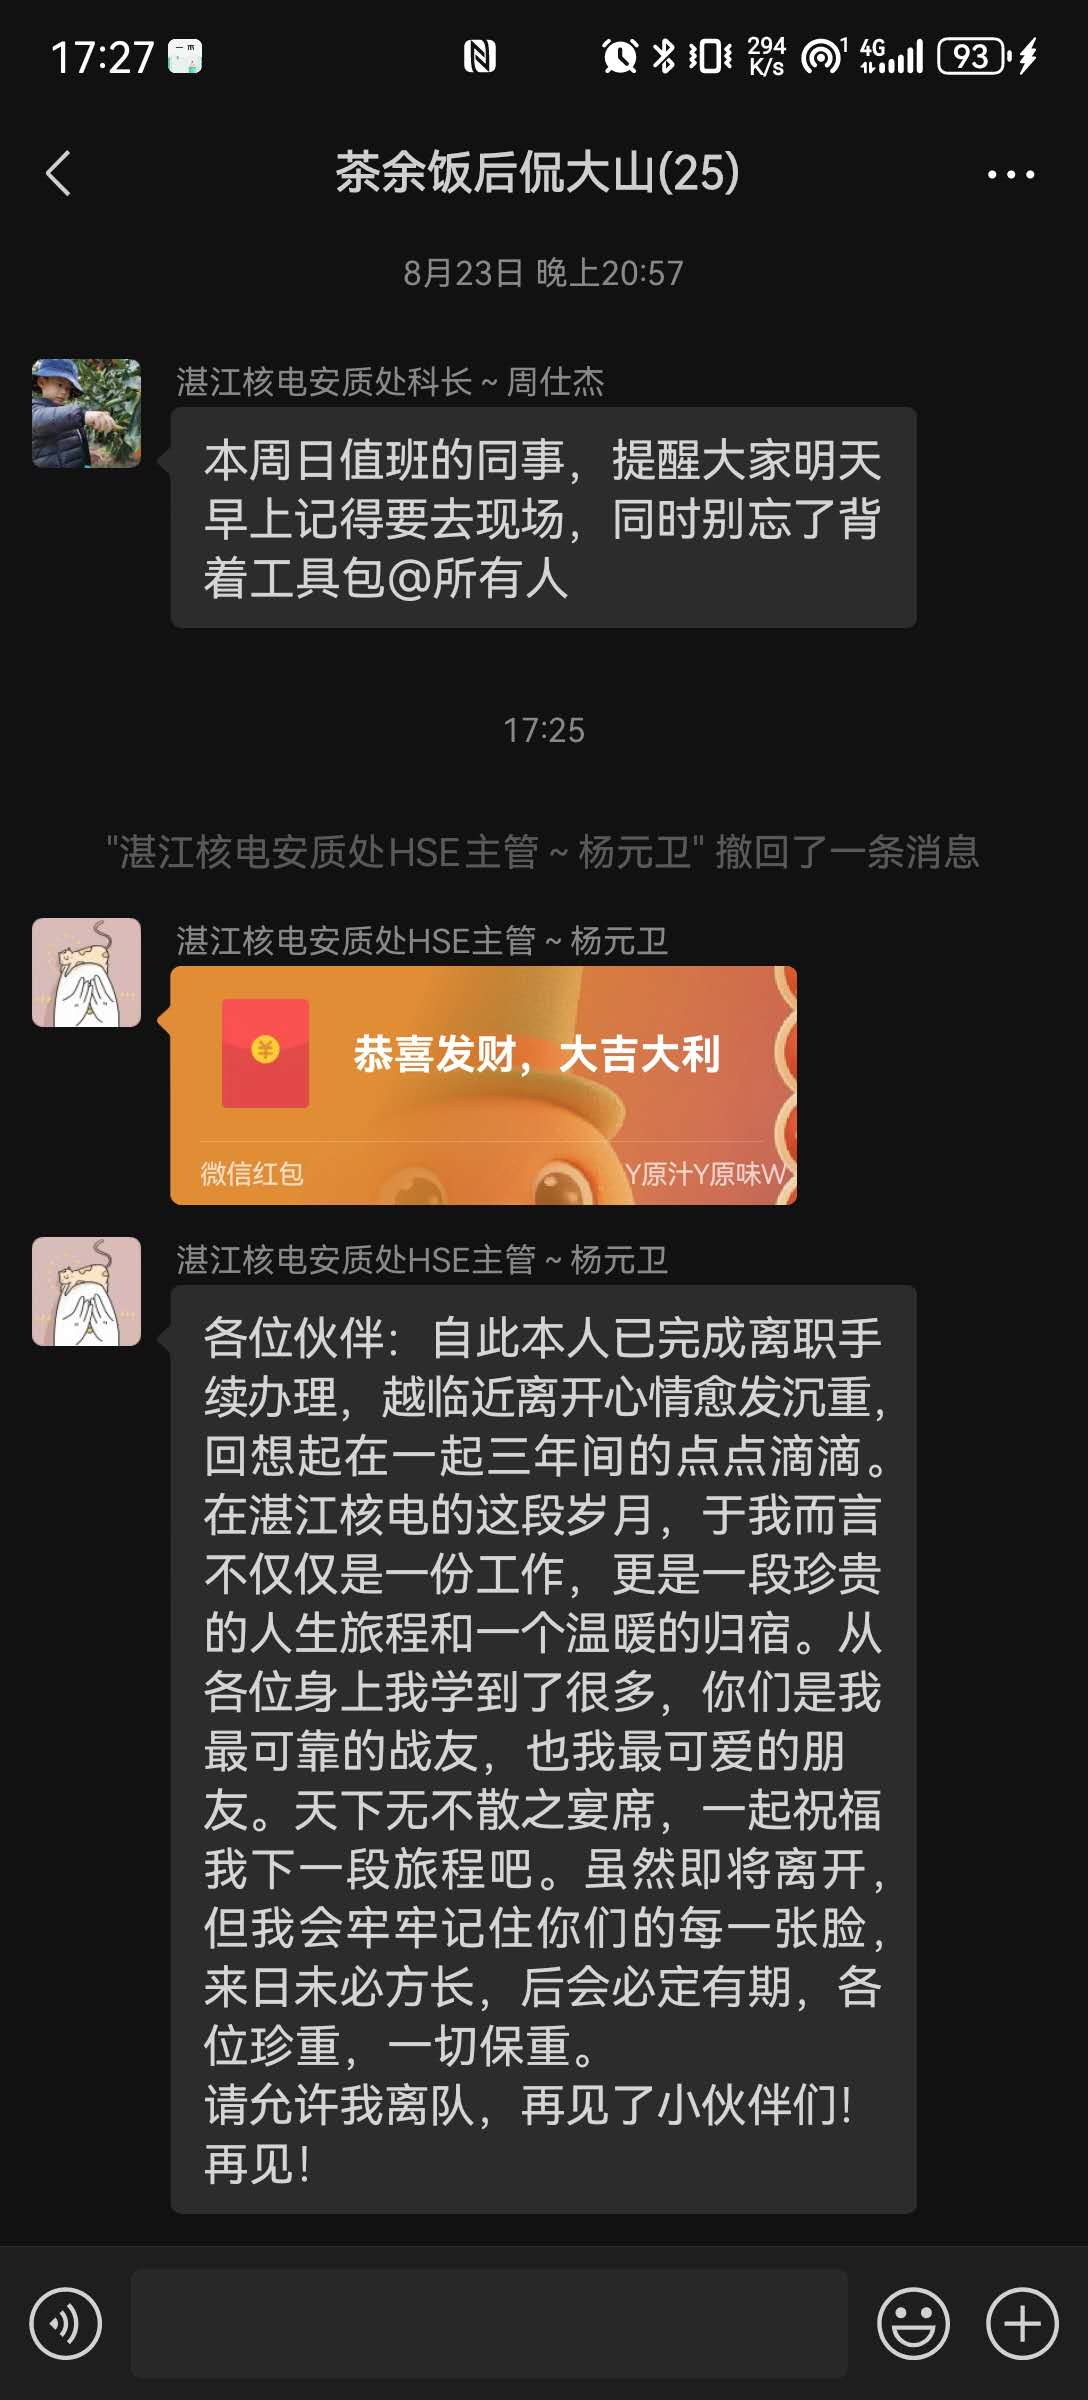 17:27
294 K/s
1
4G
93
茶余饭后侃大山(25)
8月23日 晚上20:57
湛江核电安质处科长 ~ 周仕杰
本周日值班的同事，提醒大家明天
早上记得要去现场，同时别忘了背
着工具包@所有人
17:25
"湛江核电安质处HSE主管 ~ 杨元卫" 撤回了一条消息
湛江核电安质处HSE主管 ~ 杨元卫
恭喜发财，大吉大利
微信红包
Y原汁Y原味W
湛江核电安质处HSE主管 ~ 杨元卫
各位伙伴：自此本人已完成离职手
续办理，越临近离开心情愈发沉重，
回想起在一起三年间的点点滴滴。
在湛江核电的这段岁月，于我而言
不仅仅是一份工作，更是一段珍贵
的人生旅程和一个温暖的归宿。从
各位身上我学到了很多，你们是我
最可靠的战友，也我最可爱的朋
友。天下无不散之宴席，一起祝福
我下一段旅程吧。虽然即将离开，
但我会牢牢记住你们的每一张脸，
来日未必方长，后会必定有期，各
位珍重，一切保重。
请允许我离队，再见了小伙伴们！
再见！